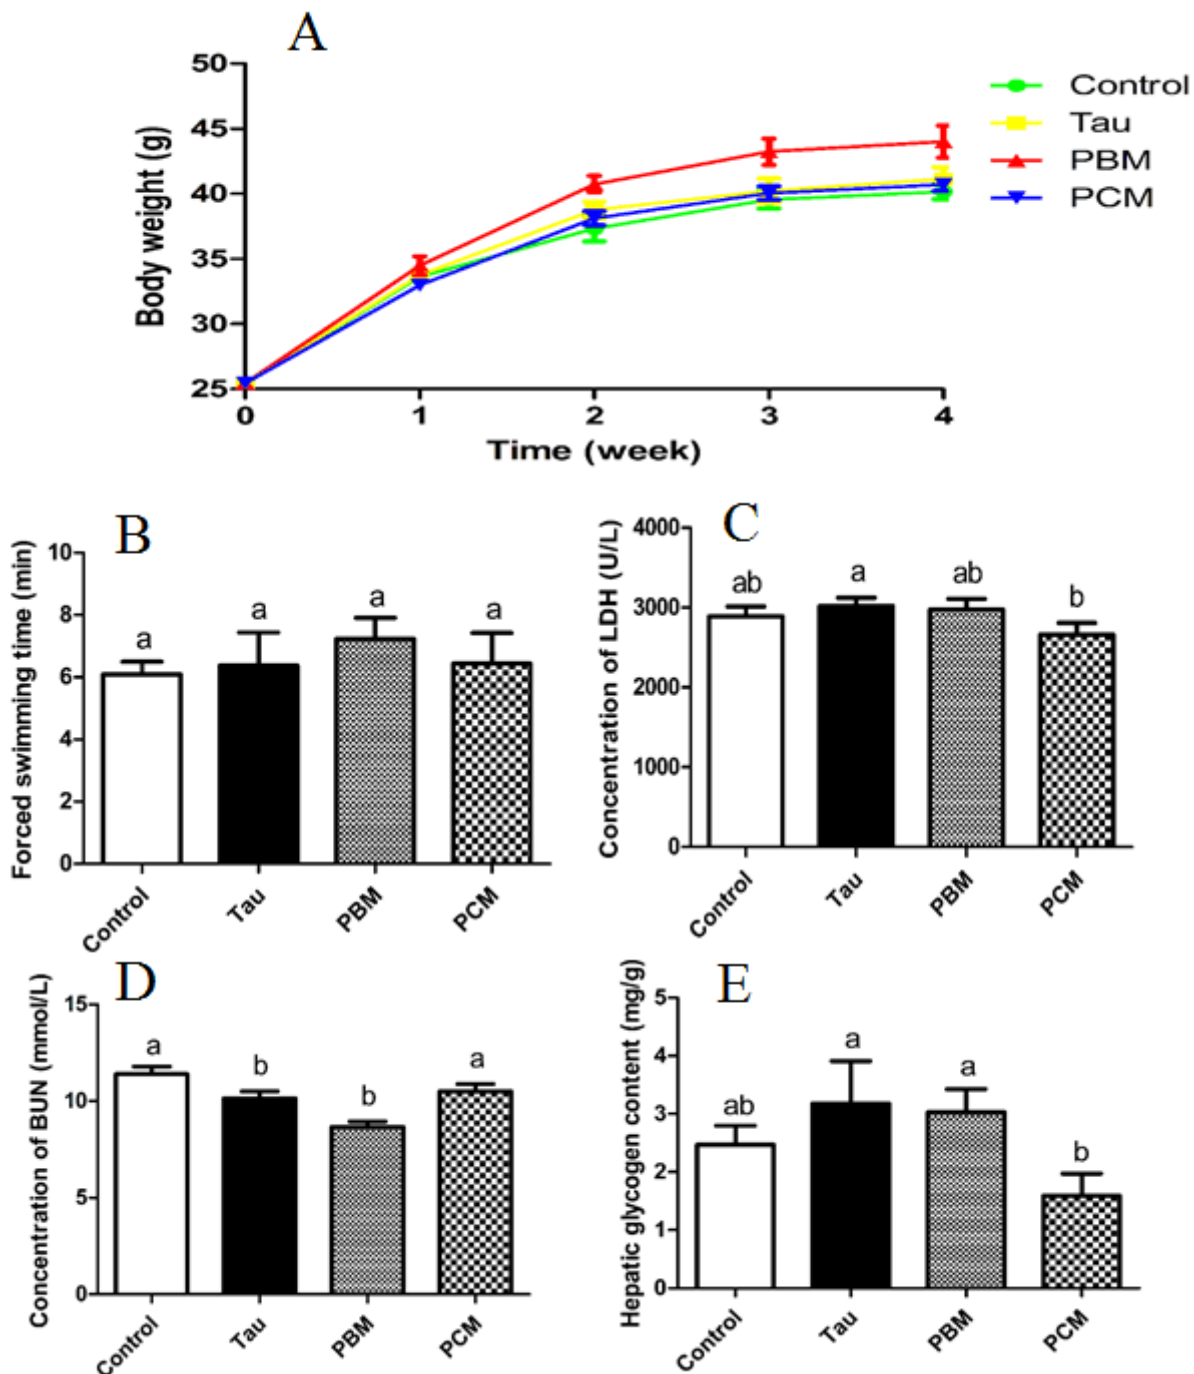 A
Body weight (g)
50
45
40
35
30
25
0 1 2 3 4
Time (week)
Control
Tau
PBM
PCM
B
Forced swimming time (min)
10
8
6
4
2
0
a a a a
Control Tau PBM PCM
C
Concentration of LDH (U/L)
4000
3000
2000
1000
0
ab a ab b
Control Tau PBM PCM
D
Concentration of BUN (mmol/L)
15
10
5
0
a b b a
Control Tau PBM PCM
E
Hepatic glycogen content (mg/g)
5
4
3
2
1
0
ab a a b
Control Tau PBM PCM